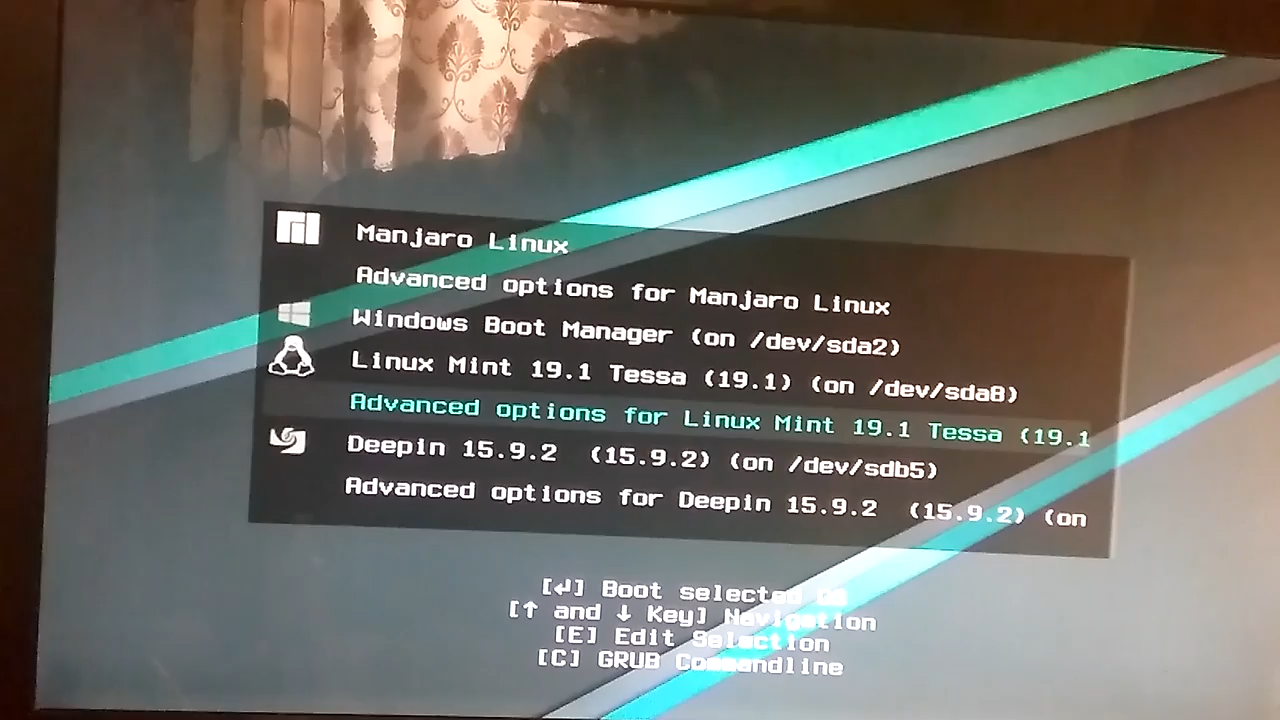 Manjaro Linux
Advanced options for Manjaro Linux
Windows Boot Manager (on /dev/sda2)
Linux Mint 19.1 Tessa (19.1) (on /dev/sda8)
Advanced options for Linux Mint 19.1 Tessa (19.1
Deepin 15.9.2 (15.9.2) (on /dev/sdb5)
Advanced options for Deepin 15.9.2 (15.9.2) (on
[↲] Boot selected OS
[↑ and ↓ Key] Navigation
[E] Edit Selection
[C] GRUB Commandline